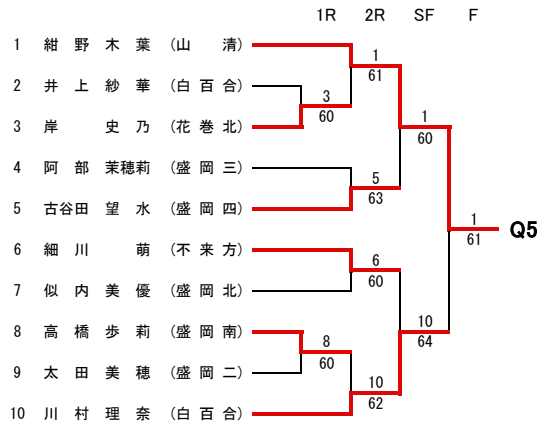 1R 2R SF F
1 紺野木葉 (山清)
1
61
2 井上紗華 (白百合)
3
60
3 岸史乃 (花巻北)
1
60
4 阿部茉穂莉 (盛岡三)
5
63
5 古谷田望水 (盛岡四)
1
61
Q5
6 細川萌 (不来方)
6
60
7 似内美優 (盛岡北)
8 高橋歩莉 (盛岡南)
10
64
8
60
9 太田美穂 (盛岡二)
10
62
10 川村理奈 (白百合)